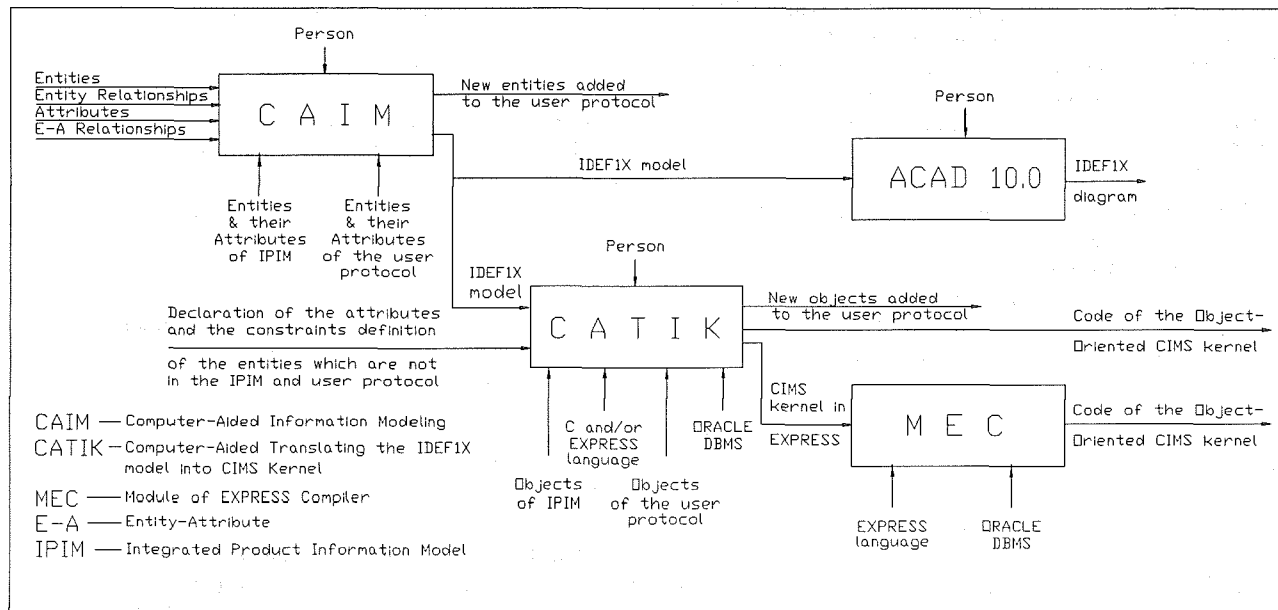 Person
Entities
Entity Relationships
Attributes
E-A Relationships
C A I M
New entities added
to the user protocol
Entities
& their
Attributes
of IPIM
Entities
& their
Attributes
of the user
protocol
IDEF1X model
Person
ACAD 10.0
IDEF1X
diagram
IDEF1X
model
Person
Declaration of the attributes
and the constraints definition
of the entities which are not
in the IPIM and user protocol
C A T I K
New objects added
to the user protocol
Code of the Object-
Oriented CIMS kernel
Objects
of IPIM
C and/or
EXPRESS
language
Objects
of the user
protocol
ORACLE
DBMS
CIMS
kernel in
EXPRESS
M E C
Code of the Object-
Oriented CIMS kernel
EXPRESS
language
ORACLE
DBMS
CAIM — Computer-Aided Information Modeling
CATIK — Computer-Aided Translating the IDEF1X
model into CIMS Kernel
MEC — Module of EXPRESS Compiler
E-A — Entity-Attribute
IPIM — Integrated Product Information Model